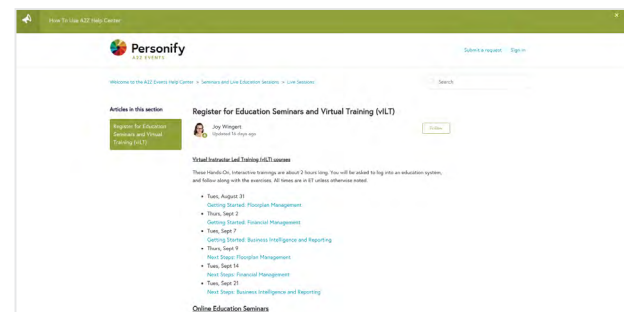 How To Use A2Z Help Center
×
Personify
A2Z EVENTS
Submit a request Sign in
Welcome to the A2Z Events Help Center > Seminars and Live Education Sessions > Live Sessions
Search
Articles in this section
Register for Education Seminars and Virtual Training (vILT)
Register for Education
Seminars and Virtual
Training (vILT)
Joy Wingert
Updated 16 days ago
Follow
Virtual Instructor Led Training (vILT) courses
These Hands-On, Interactive trainings are about 2 hours long. You will be asked to log into an education system,
and follow along with the exercises. All times are in ET unless otherwise noted.
• Tues, August 31
Getting Started: Floorplan Management
• Thurs, Sept 2
Getting Started: Financial Management
• Tues, Sept 7
Getting Started: Business Intelligence and Reporting
• Thurs, Sept 9
Next Steps: Floorplan Management
• Tues, Sept 14
Next Steps: Financial Management
• Tues, Sept 21
Next Steps: Business Intelligence and Reporting
Online Education Seminars